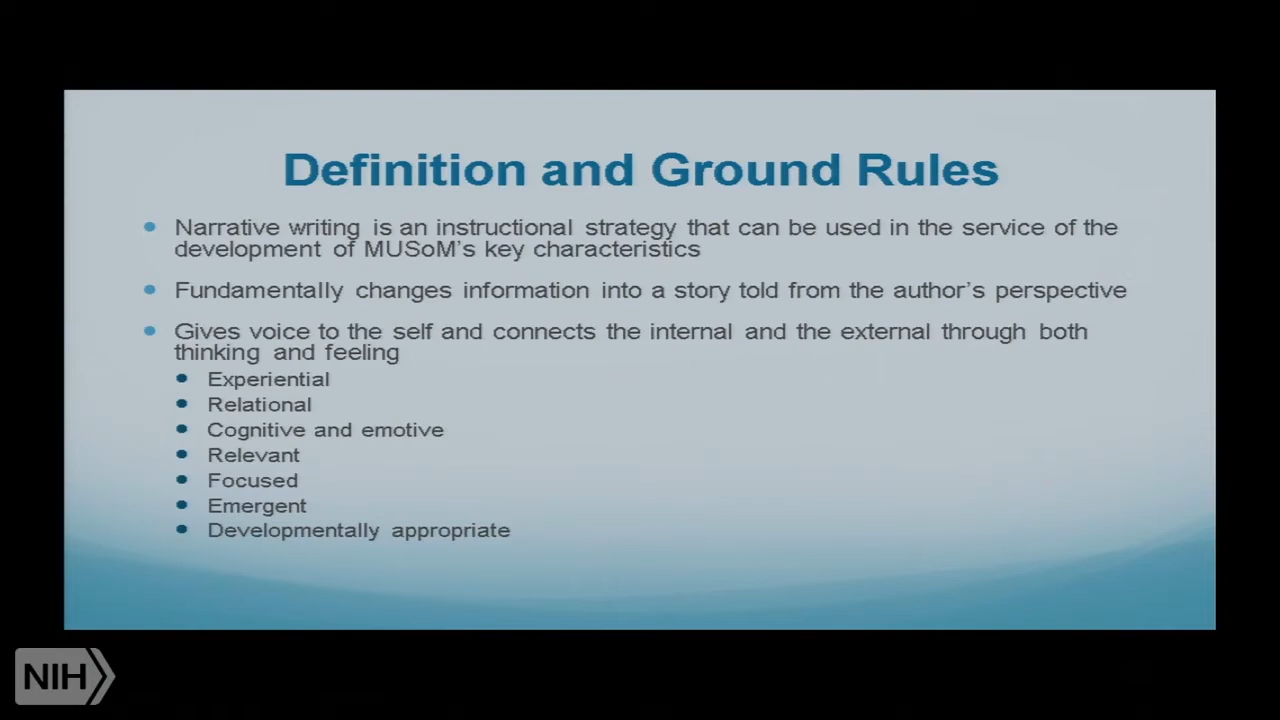 Definition and Ground Rules
• Narrative writing is an instructional strategy that can be used in the service of the
development of MUSoM's key characteristics
• Fundamentally changes information into a story told from the author's perspective
• Gives voice to the self and connects the internal and the external through both
thinking and feeling
• Experiential
• Relational
• Cognitive and emotive
• Relevant
• Focused
• Emergent
• Developmentally appropriate
NIH